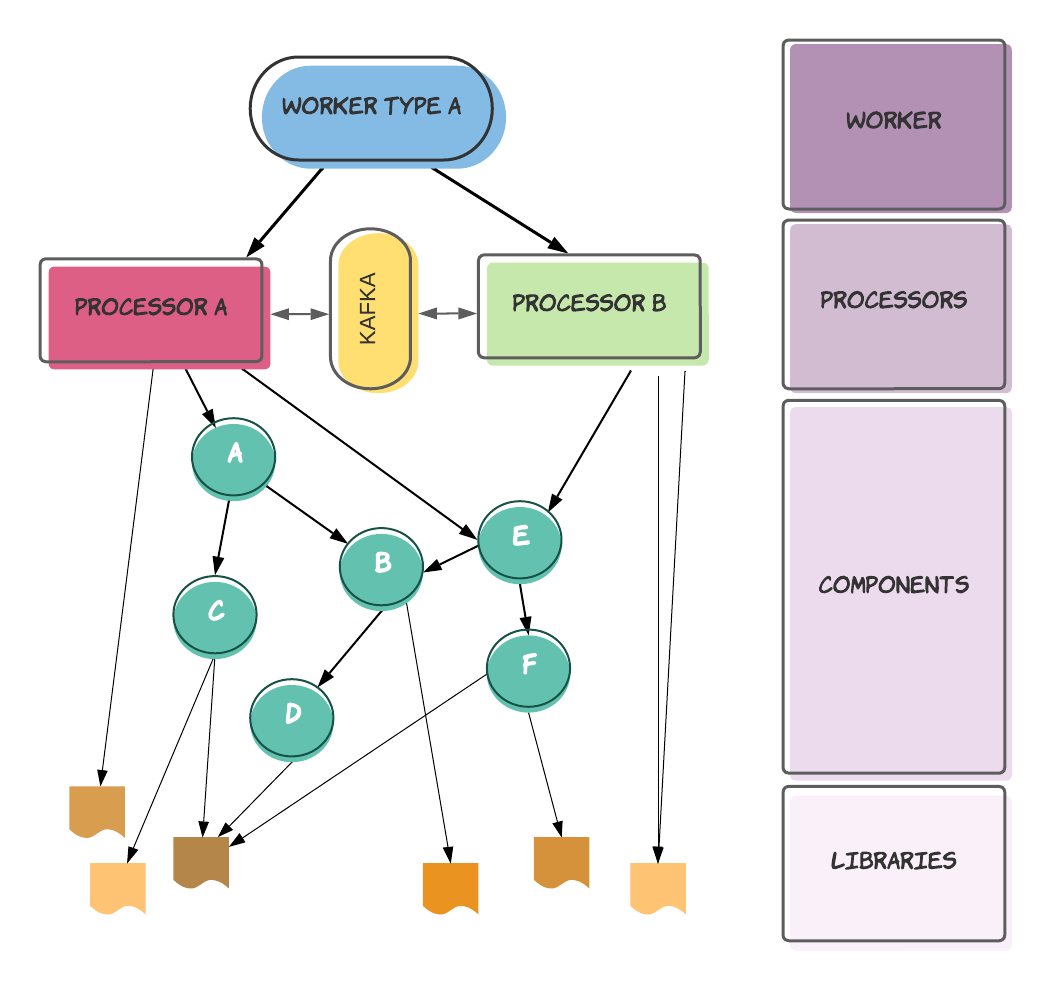 WORKER TYPE A
WORKER
PROCESSOR A
KAFKA
PROCESSOR B
PROCESSORS
A
B
E
C
F
D
COMPONENTS
LIBRARIES